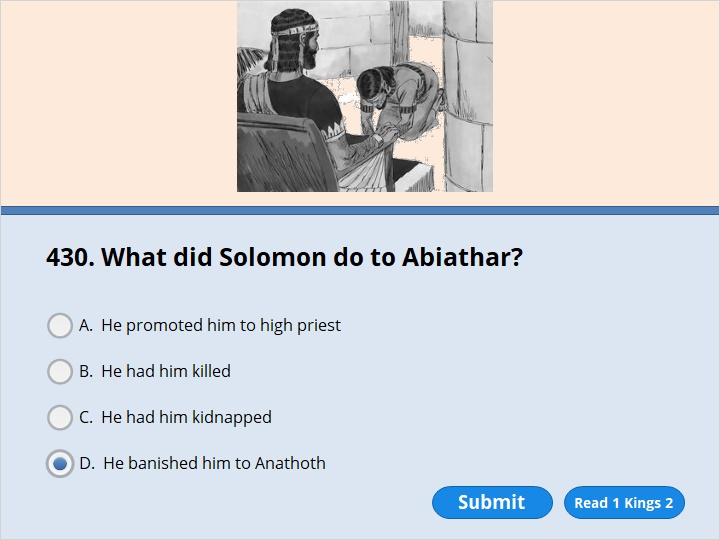 430. What did Solomon do to Abiathar?
A. He promoted him to high priest
B. He had him killed
C. He had him kidnapped
D. He banished him to Anathoth
Submit
Read 1 Kings 2